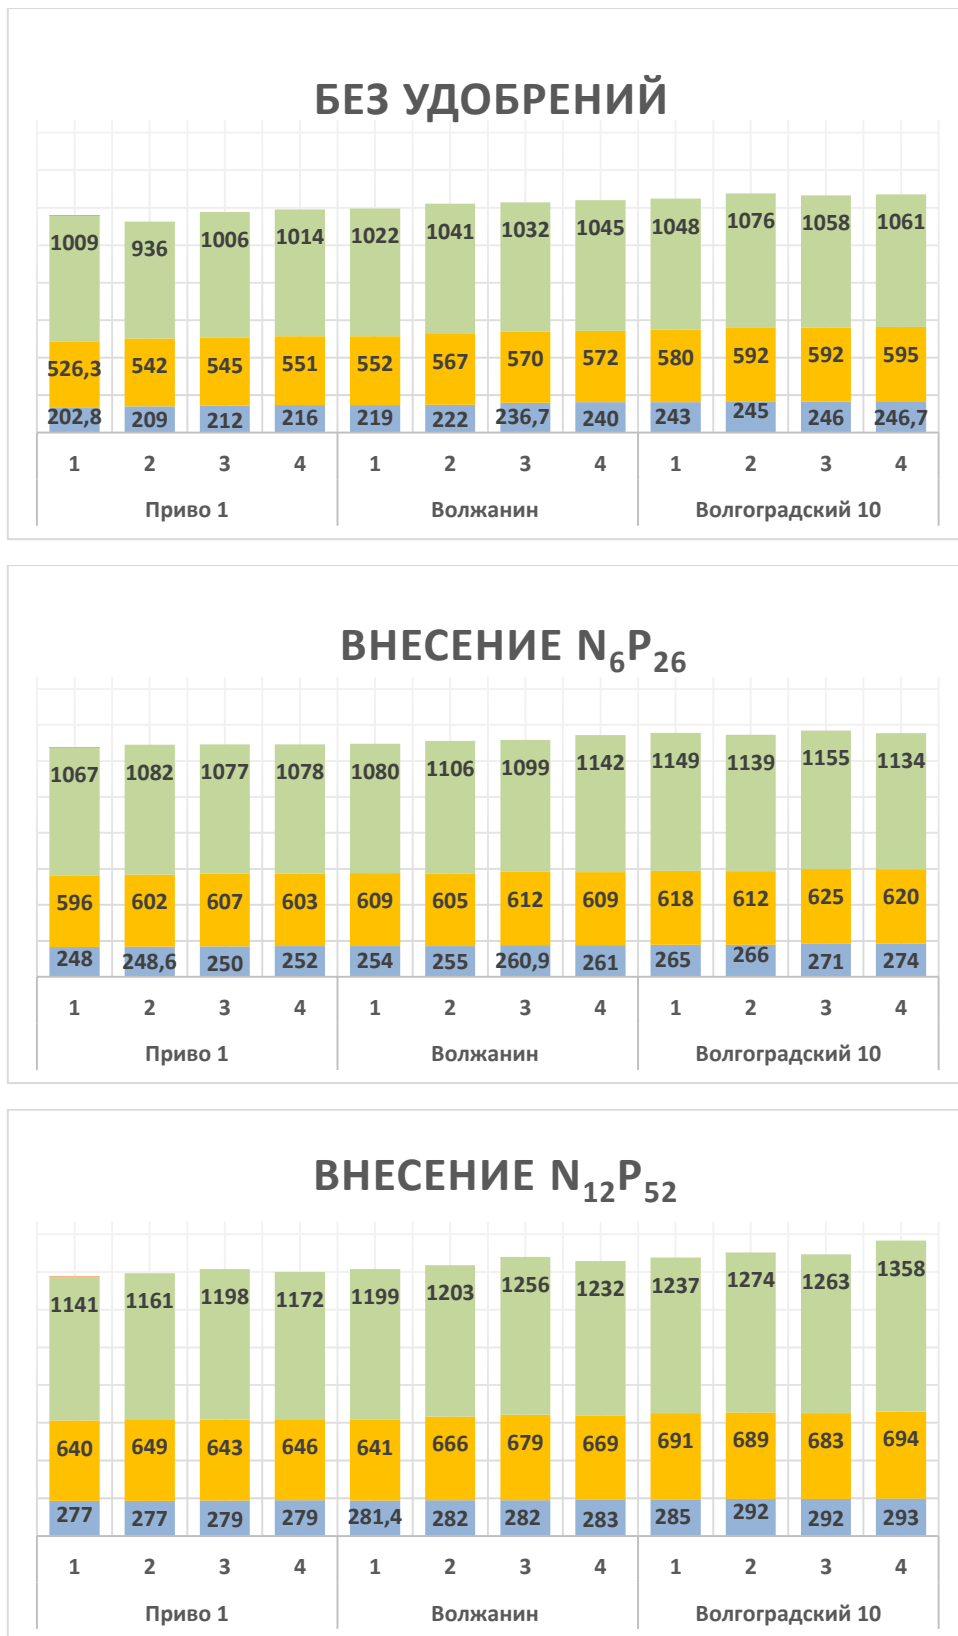 БЕЗ УДОБРЕНИЙ
1009 936 1006 1014 1022 1041 1032 1045 1048 1076 1058 1061
526,3 542 545 551 552 567 570 572 580 592 592 595
202,8 209 212 216 219 222 236,7 240 243 245 246 246,7
1 2 3 4 1 2 3 4 1 2 3 4
Приво 1 Волжанин Волгоградский 10
ВНЕСЕНИЕ N6P26
1067 1082 1077 1078 1080 1106 1099 1142 1149 1139 1155 1134
596 602 607 603 609 605 612 609 618 612 625 620
248 248,6 250 252 254 255 260,9 261 265 266 271 274
1 2 3 4 1 2 3 4 1 2 3 4
Приво 1 Волжанин Волгоградский 10
ВНЕСЕНИЕ N12P52
1141 1161 1198 1172 1199 1203 1256 1232 1237 1274 1263 1358
640 649 643 646 641 666 679 669 691 689 683 694
277 277 279 279 281,4 282 282 283 285 292 292 293
1 2 3 4 1 2 3 4 1 2 3 4
Приво 1 Волжанин Волгоградский 10